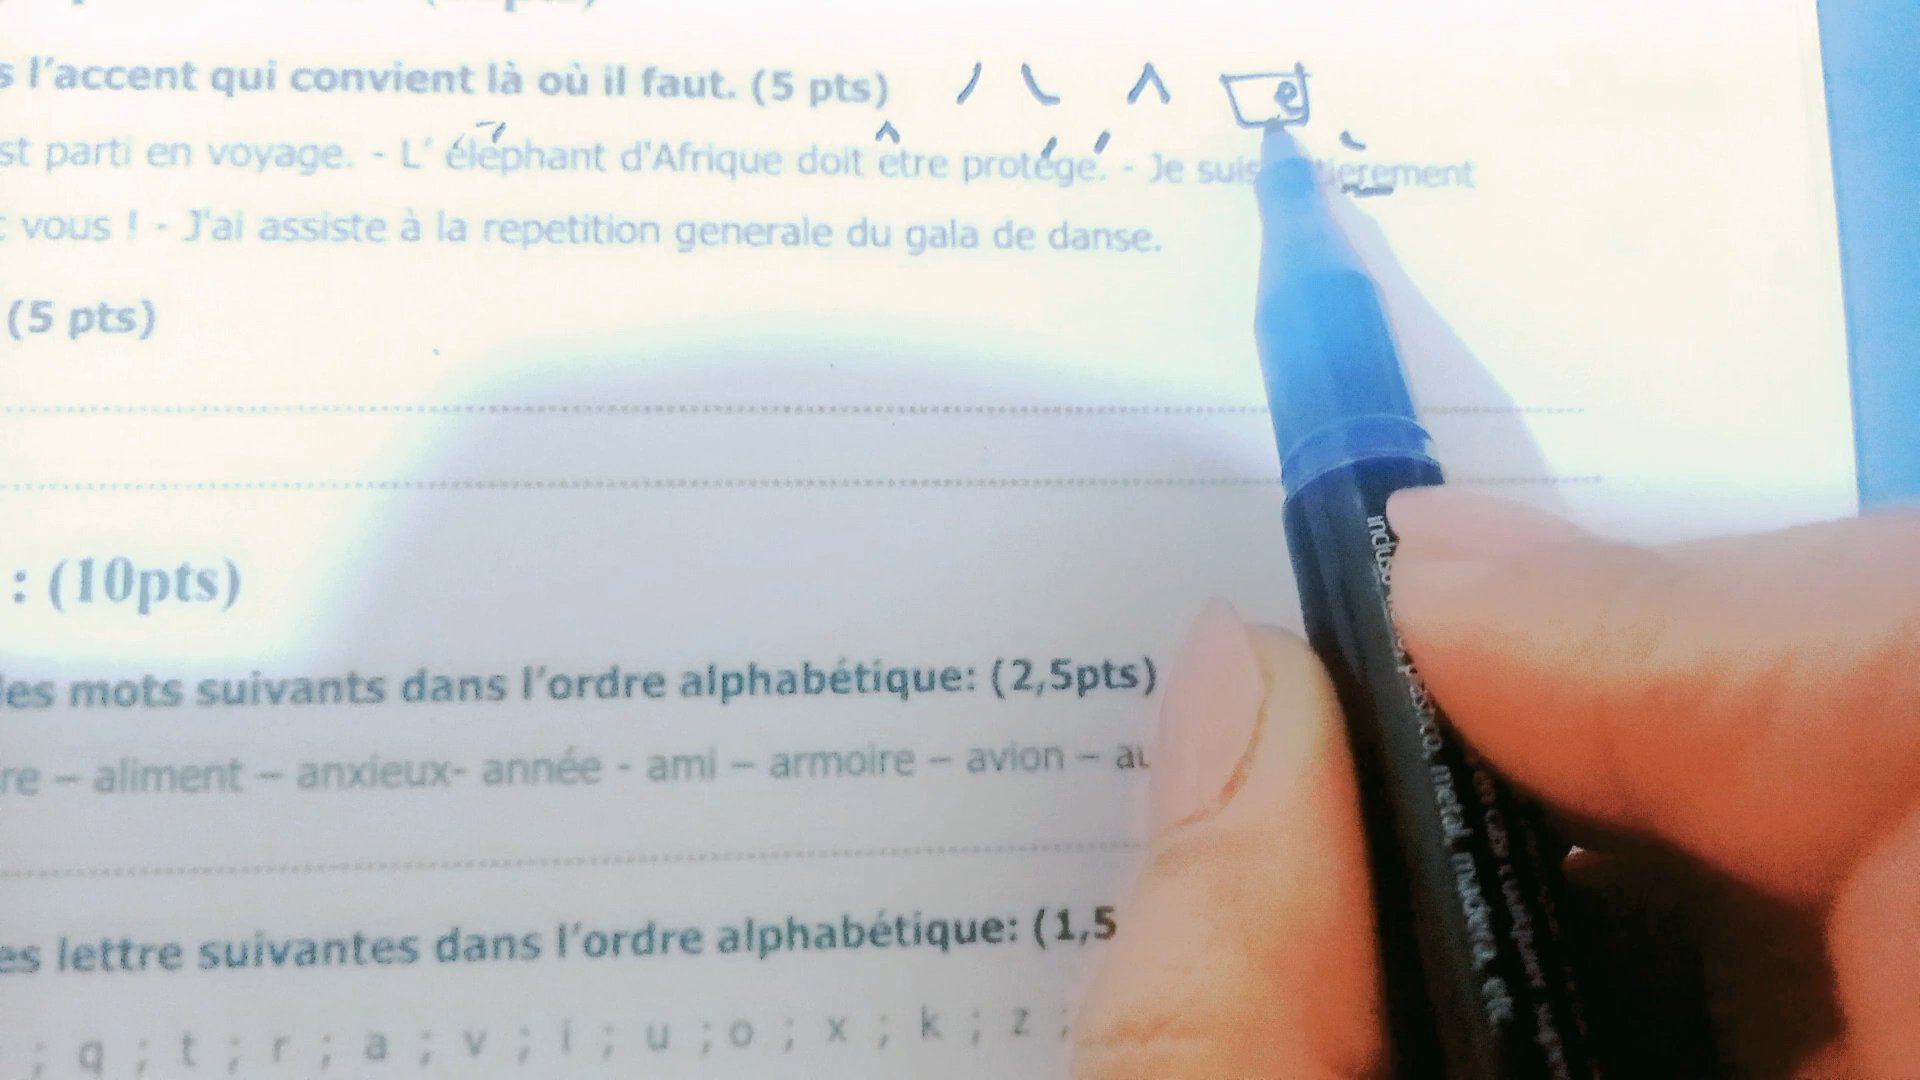 l'accent qui convient là où il faut. (5 pts) e
st parti en voyage. - L' éléphant d'Afrique doit être protégé. - Je suis tièrement
vous ! - J'ai assiste à la repetition generale du gala de danse.
(5 pts)
: (10pts)
les mots suivants dans l'ordre alphabétique: (2,5pts)
re – aliment – anxieux- année - ami – armoire – avion – au
es lettre suivantes dans l'ordre alphabétique: (1,5
; q ; t ; r ; a ; v ; i ; u ; o ; x ; k ; z ;